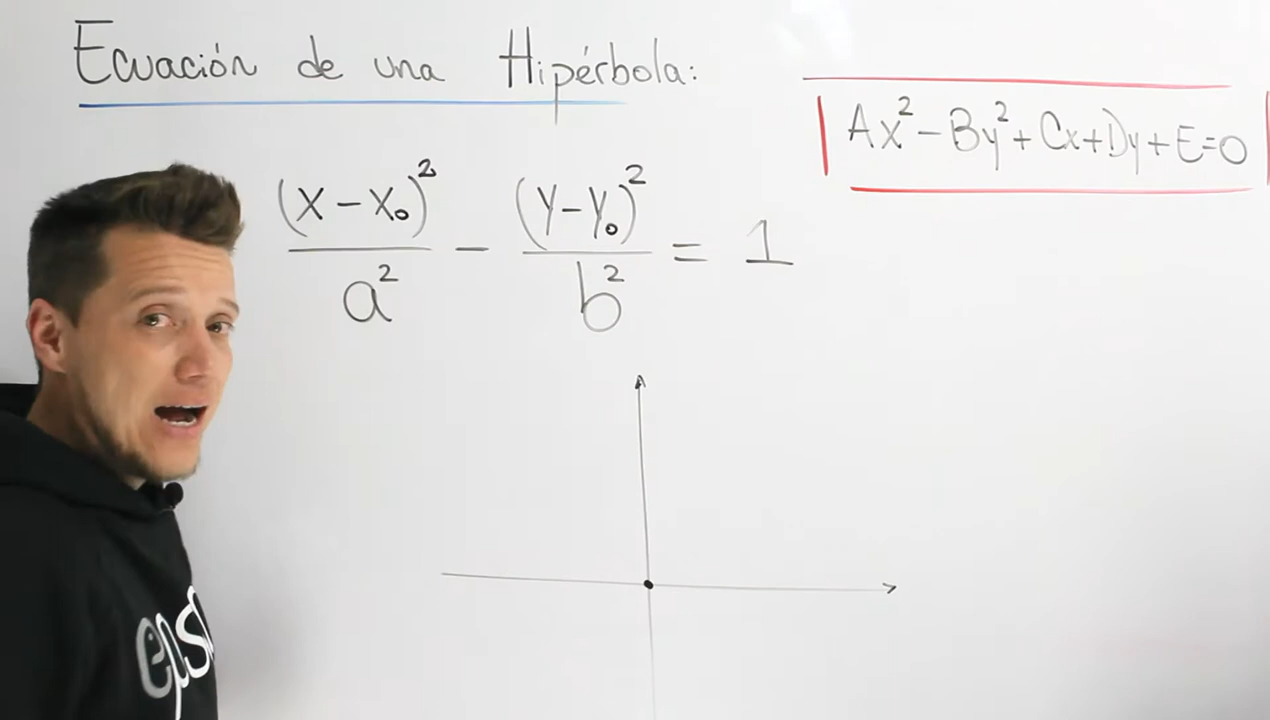 Ecuación de una Hipérbola:
Ax² - By² + Cx + Dy + E = 0
(x - x₀)² / a² - (y - y₀)² / b² = 1